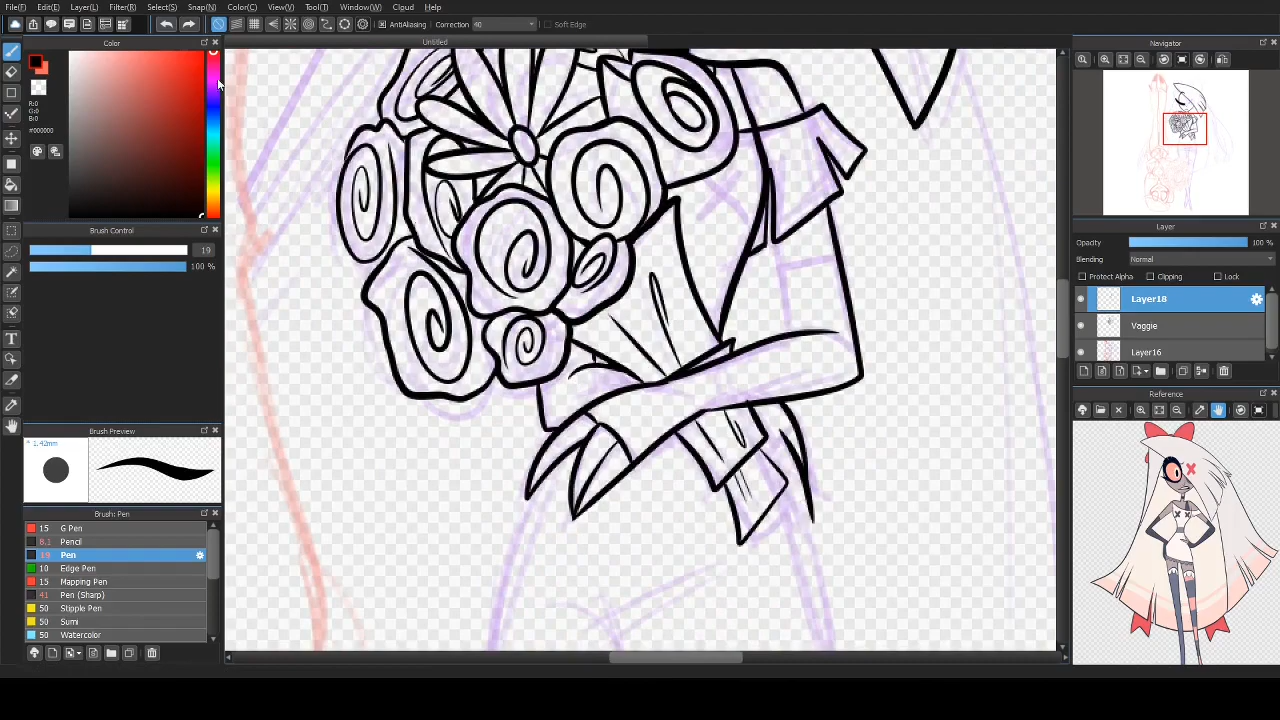 File(F) Edit(E) Layer(L) Filter(R) Select(S) Snap(N) Color(C) View(V) Tool(T) Window(W) Cloud Help
AntiAliasing Correction 40 Soft Edge
Color
Untitled
Navigator
R:0
G:0
B:0
#000000
Brush Control
19
100 %
Layer
Opacity 100 %
Blending Normal
Protect Alpha Clipping Lock
Layer18
Vaggie
Layer16
Reference
Brush Preview
1.42mm
Brush: Pen
15 G Pen
8.1 Pencil
19 Pen
10 Edge Pen
15 Mapping Pen
41 Pen (Sharp)
50 Stipple Pen
50 Sumi
50 Watercolor